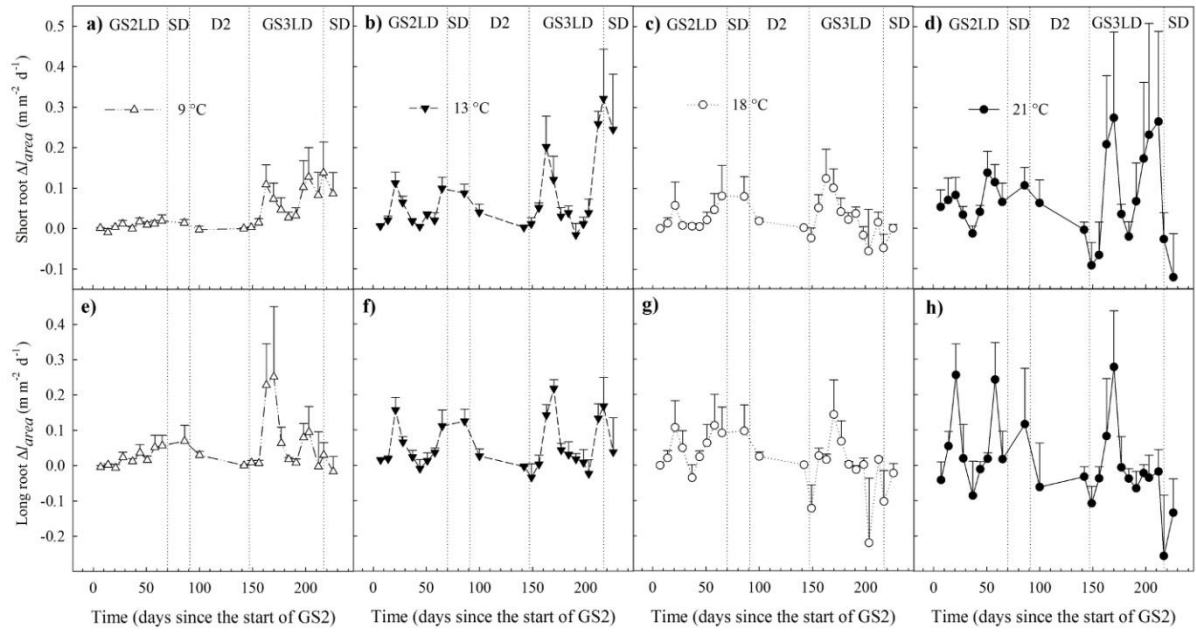 a) GS2LD SD D2 GS3LD SD
b) GS2LD SD D2 GS3LD SD
c) GS2LD SD D2 GS3LD SD
d) GS2LD SD D2 GS3LD SD
9 °C
13 °C
18 °C
21 °C
Short root Δl_area (m m⁻² d⁻¹)
0.5
0.4
0.3
0.2
0.1
0.0
-0.1
e)
f)
g)
h)
Long root Δl_area (m m⁻² d⁻¹)
0.4
0.3
0.2
0.1
0.0
-0.1
-0.2
0 50 100 150 200
0 50 100 150 200
0 50 100 150 200
0 50 100 150 200
Time (days since the start of GS2)
Time (days since the start of GS2)
Time (days since the start of GS2)
Time (days since the start of GS2)